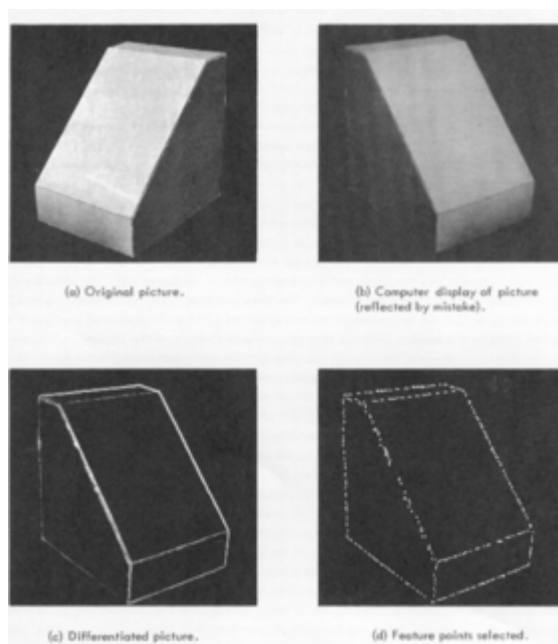 (a) Original picture.
(b) Computer display of picture
(reflected by mistake).
(c) Differentiated picture.
(d) Feature points selected.